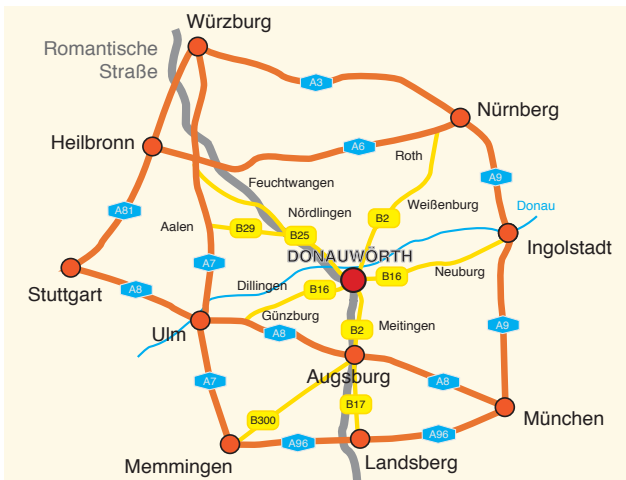 Würzburg
Romantische
Straße
A3
Nürnberg
Heilbronn
A6
Roth
Feuchtwangen
A9
A81
Weißenburg
Donau
Nördlingen
B2
Aalen
B29
B25
Ingolstadt
DONAUWÖRTH
A7
B16
Neuburg
Stuttgart
A8
Dillingen
B16
Günzburg
Ulm
A8
B2
Meitingen
A9
Augsburg
A7
A8
B300
B17
München
A96
A96
Memmingen
Landsberg